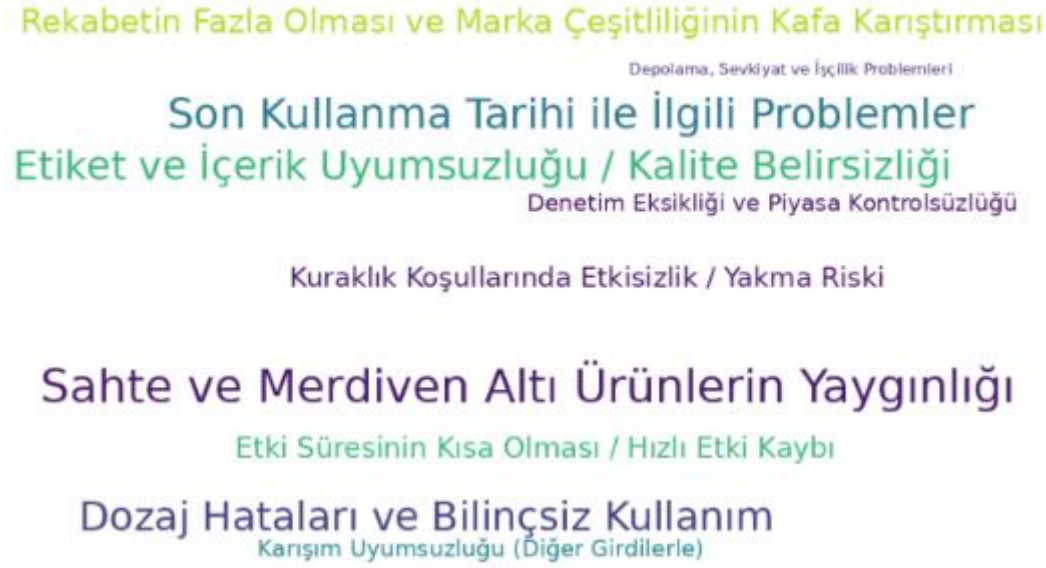 Rekabetin Fazla Olması ve Marka Çeşitliliğinin Kafa Karıştırması
Depolama, Sevkiyat ve İşçilik Problemleri
Son Kullanma Tarihi ile İlgili Problemler
Etiket ve İçerik Uyumsuzluğu / Kalite Belirsizliği
Denetim Eksikliği ve Piyasa Kontrolsüzlüğü
Kuraklık Koşullarında Etkisizlik / Yakma Riski
Sahte ve Merdiven Altı Ürünlerin Yaygınlığı
Etki Süresinin Kısa Olması / Hızlı Etki Kaybı
Dozaj Hataları ve Bilinçsiz Kullanım
Karışım Uyumsuzluğu (Diğer Girdilerle)